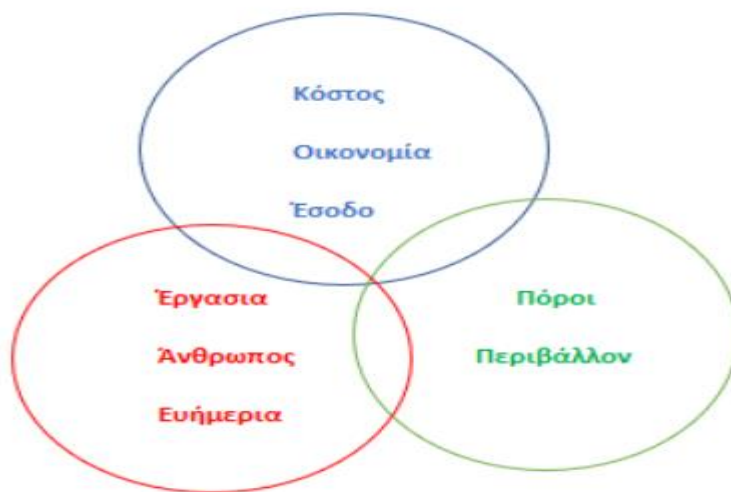 Κόστος
Οικονομία
Έσοδο
Έργασια
Άνθρωπος
Ευήμερια
Πόροι
Περιβάλλον